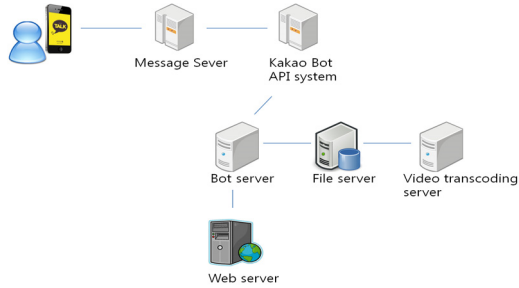 TALK
Message Sever
Kakao Bot
API system
Bot server
File server
Video transcoding
server
Web server